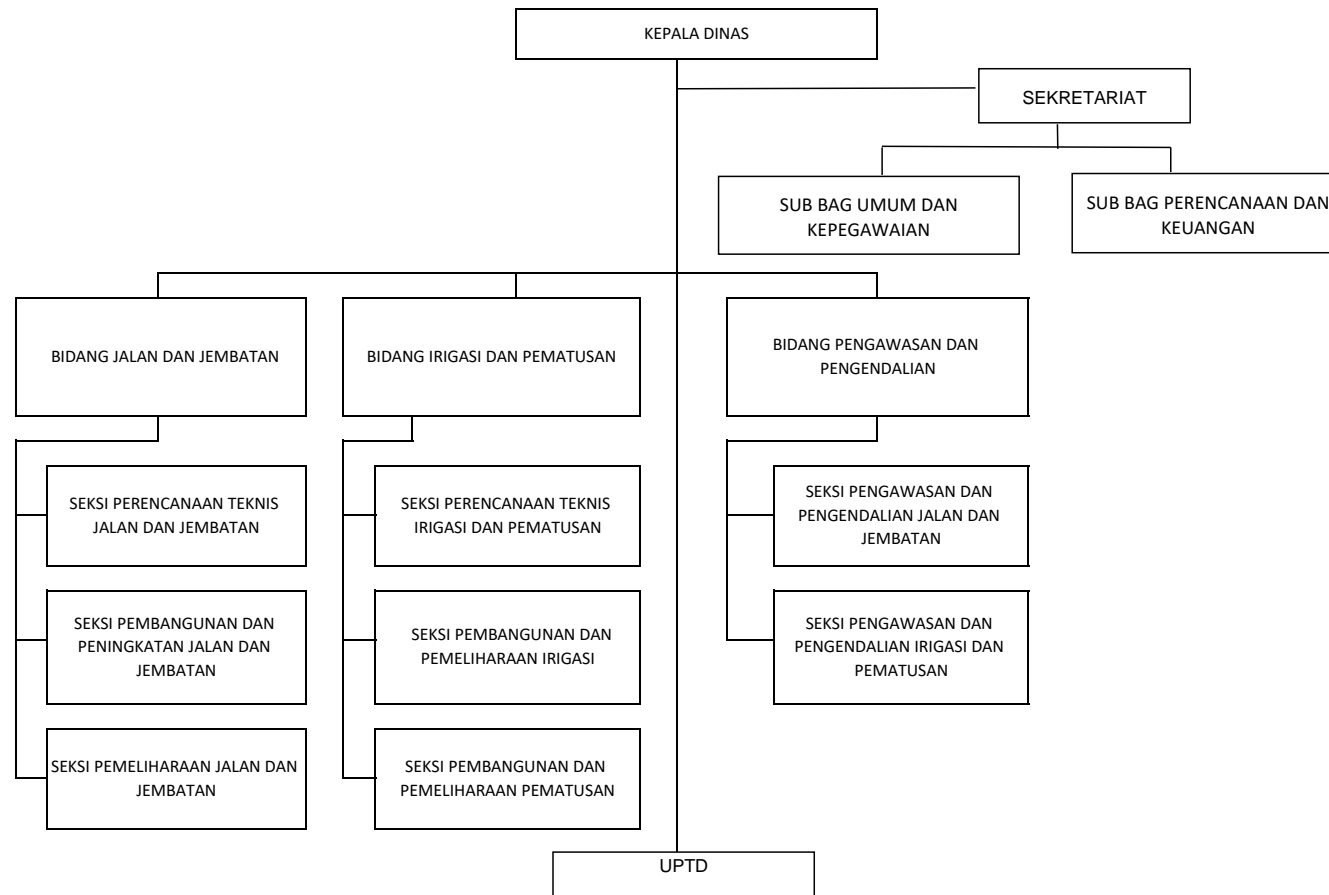 KEPALA DINAS
SEKRETARIAT
SUB BAG UMUM DAN
KEPEGAWAIAN
SUB BAG PERENCANAAN DAN
KEUANGAN
BIDANG JALAN DAN JEMBATAN
BIDANG IRIGASI DAN PEMATUSAN
BIDANG PENGAWASAN DAN
PENGENDALIAN
SEKSI PERENCANAAN TEKNIS
JALAN DAN JEMBATAN
SEKSI PERENCANAAN TEKNIS
IRIGASI DAN PEMATUSAN
SEKSI PENGAWASAN DAN
PENGENDALIAN JALAN DAN
JEMBATAN
SEKSI PEMBANGUNAN DAN
PENINGKATAN JALAN DAN
JEMBATAN
SEKSI PEMBANGUNAN DAN
PEMELIHARAAN IRIGASI
SEKSI PENGAWASAN DAN
PENGENDALIAN IRIGASI DAN
PEMATUSAN
SEKSI PEMELIHARAAN JALAN DAN
JEMBATAN
SEKSI PEMBANGUNAN DAN
PEMELIHARAAN PEMATUSAN
UPTD